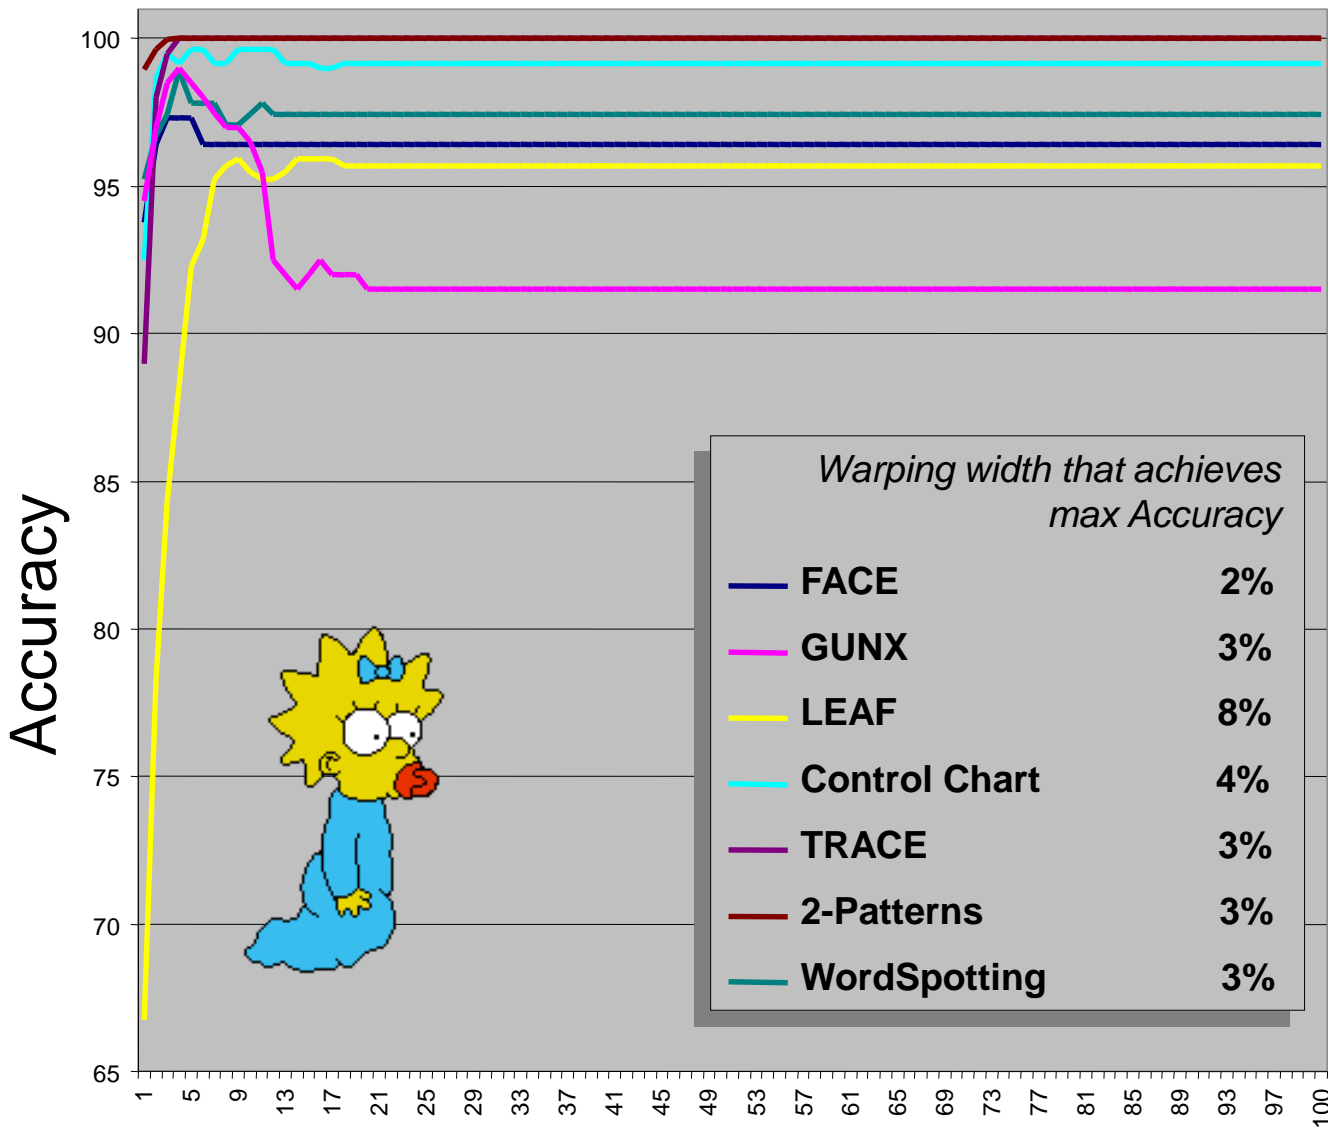 100
95
90
85
80
75
70
65
Accuracy
Warping width that achieves
max Accuracy
FACE 2%
GUNX 3%
LEAF 8%
Control Chart 4%
TRACE 3%
2-Patterns 3%
WordSpotting 3%
1 5 9 13 17 21 25 29 33 37 41 45 49 53 57 61 65 69 73 77 81 85 89 93 97 100